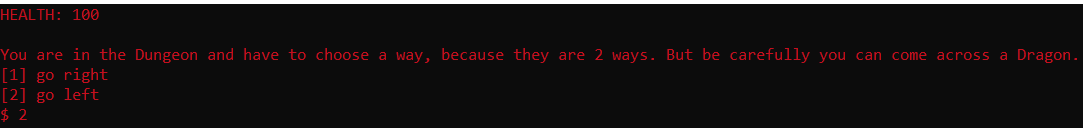 HEALTH: 100
You are in the Dungeon and have to choose a way, because they are 2 ways. But be carefully you can come across a Dragon.
[1] go right
[2] go left
$ 2